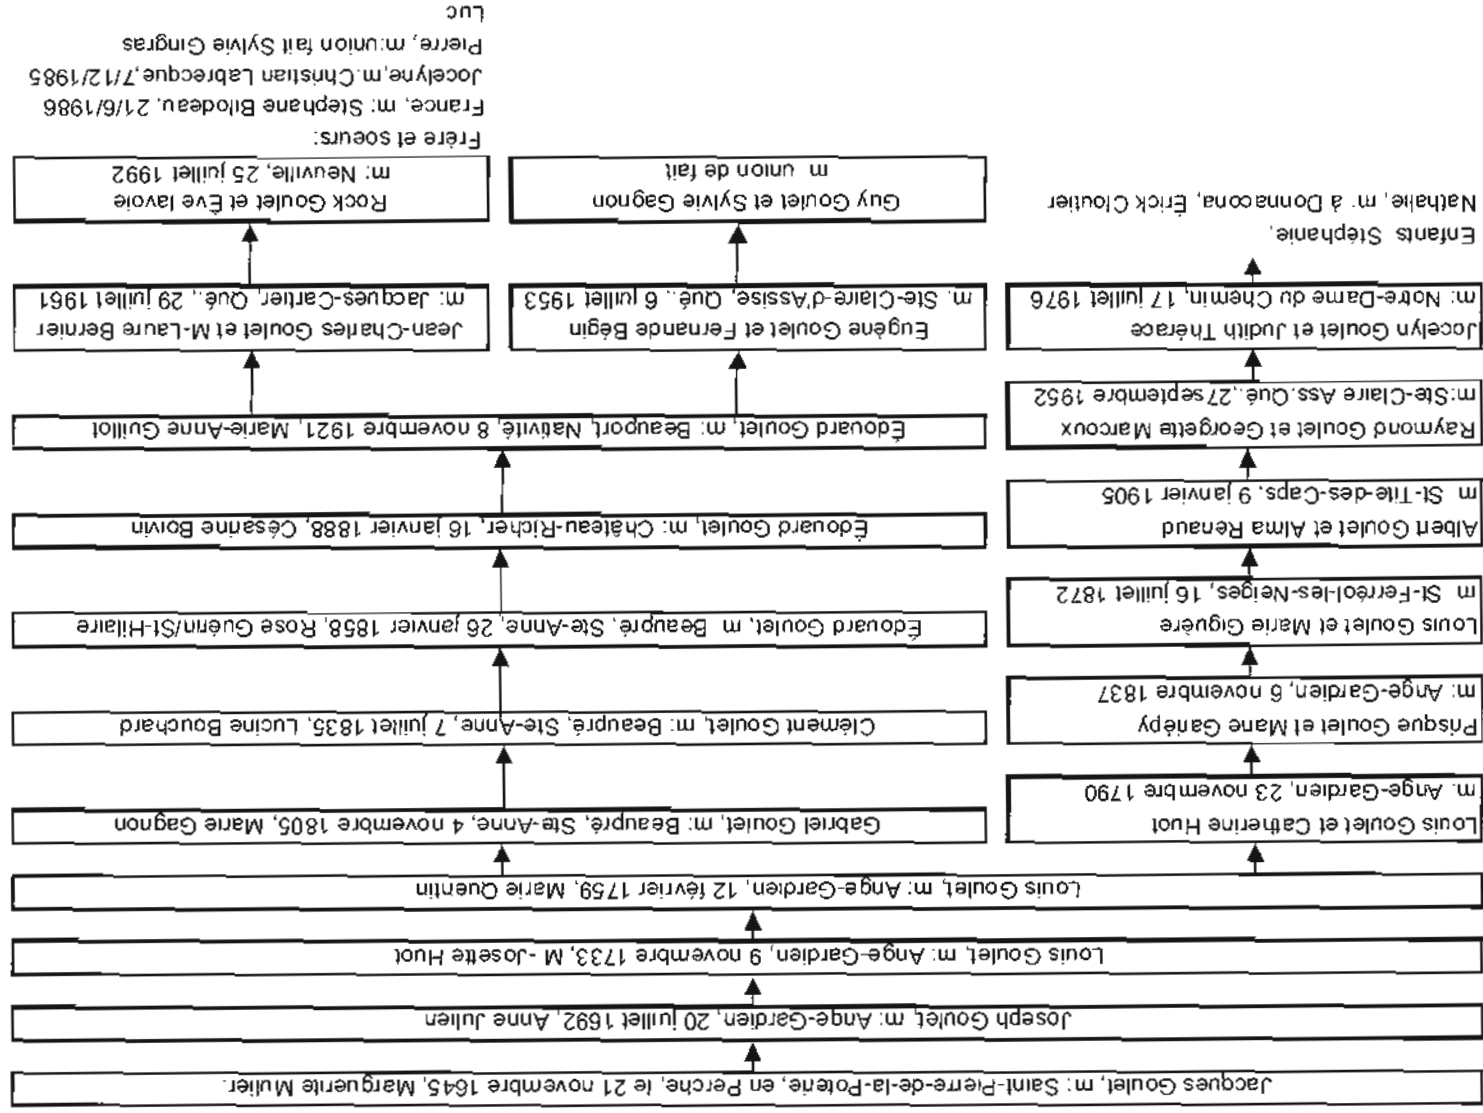 Jacques Goulet, m: Saint-Pierre-de-la-Poterie, en Perche, le 21 novembre 1645, Marguerite Mulier.
Joseph Goulet, m: Ange-Gardien, 20 juillet 1692, Anne Julien
Louis Goulet, m: Ange-Gardien, 9 novembre 1733, M -Josette Huot
Louis Goulet, m: Ange-Gardien, 12 février 1759, Marie Quentin
Louis Goulet et Catherine Huot
m. Ange-Gardien, 23 novembre 1790
Prisque Goulet et Marie Gariépy
m: Ange-Gardien, 6 novembre 1837
Louis Goulet et Marie Giguère
m St-Ferréol-les-Neiges, 16 juillet 1872
Albert Goulet et Alma Renaud
m St-Tite-des-Caps, 9 janvier 1905
Raymond Goulet et Georgette Marcoux
m:Ste-Claire Ass.Qué.,27septembre 1952
Jocelyn Goulet et Judith Thérace
m: Notre-Dame du Chemin, 17 juillet 1976
Enfants Stéphanie,
Nathalie, m: à Donnacona, Érick Cloutier
Gabriel Goulet, m: Beaupré, Ste-Anne, 4 novembre 1805, Marie Gagnon
Clément Goulet, m: Beaupré, Ste-Anne, 7 juillet 1835, Lucine Bouchard
Édouard Goulet, m Beaupré, Ste-Anne, 26 janvier 1858, Rose Guérin/St-Hilaire
Édouard Goulet, m: Château-Richer, 16 janvier 1888, Césarine Boivin
Édouard Goulet, m: Beauport, Nativité, 8 novembre 1921, Marie-Anne Guillot
Eugène Goulet et Fernande Bégin
m. Ste-Claire-d'Assise, Qué., 6 juillet 1953
Guy Goulet et Sylvie Gagnon
m union de fait
Jean-Charles Goulet et M-Laure Bernier
m: Jacques-Cartier, Qué., 29 juillet 1961
Rock Goulet et Ève lavoie
m: Neuville, 25 juillet 1992
Frère et soeurs:
France, m: Stéphane Bilodeau, 21/6/1986
Jocelyne,m:Christian Labrecque,7/12/1985
Pierre, m:union fait Sylvie Gingras
Luc